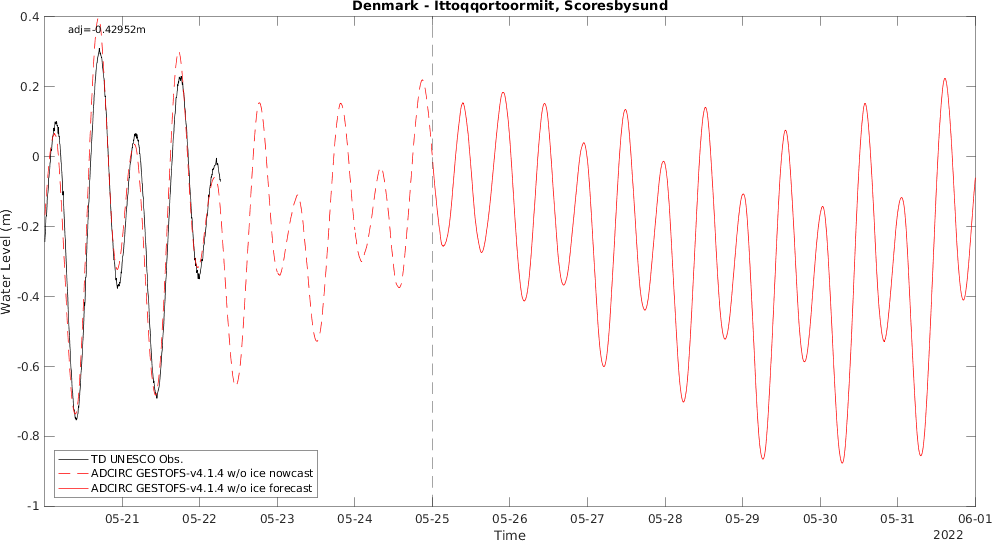 Denmark - Ittoqqortoormiit, Scoresbysund
adj=-0.42952m
0.4
0.2
0
-0.2
-0.4
-0.6
-0.8
-1
Water Level (m)
TD UNESCO Obs.
ADCIRC GESTOFS-v4.1.4 w/o ice nowcast
ADCIRC GESTOFS-v4.1.4 w/o ice forecast
05-21 05-22 05-23 05-24 05-25 05-26 05-27 05-28 05-29 05-30 05-31 06-01
Time
2022